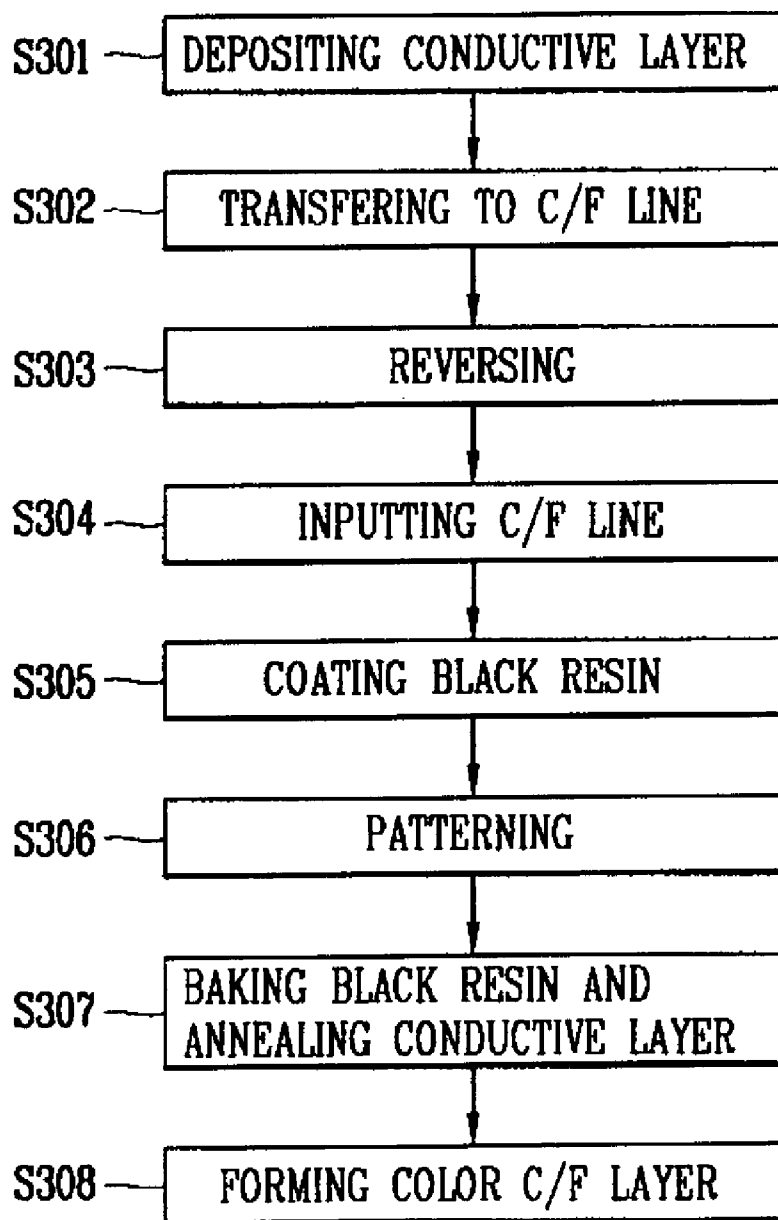 S301 DEPOSITING CONDUCTIVE LAYER
S302 TRANSFERING TO C/F LINE
S303 REVERSING
S304 INPUTTING C/F LINE
S305 COATING BLACK RESIN
S306 PATTERNING
S307 BAKING BLACK RESIN AND
ANNEALING CONDUCTIVE LAYER
S308 FORMING COLOR C/F LAYER